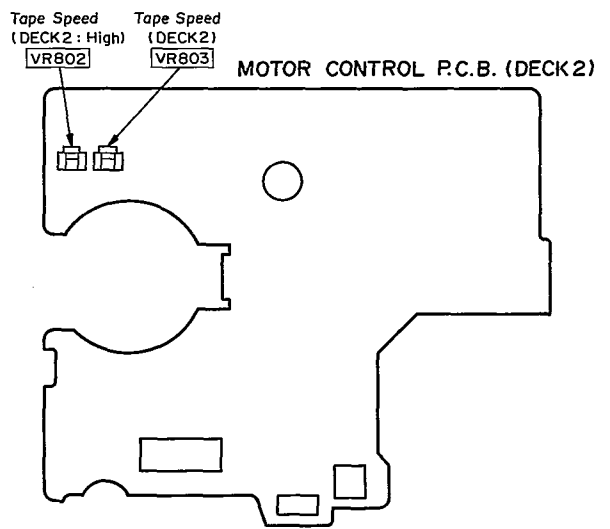 Tape Speed
(DECK2 : High)
VR802
Tape Speed
(DECK2)
VR803
MOTOR CONTROL P.C.B. (DECK2)